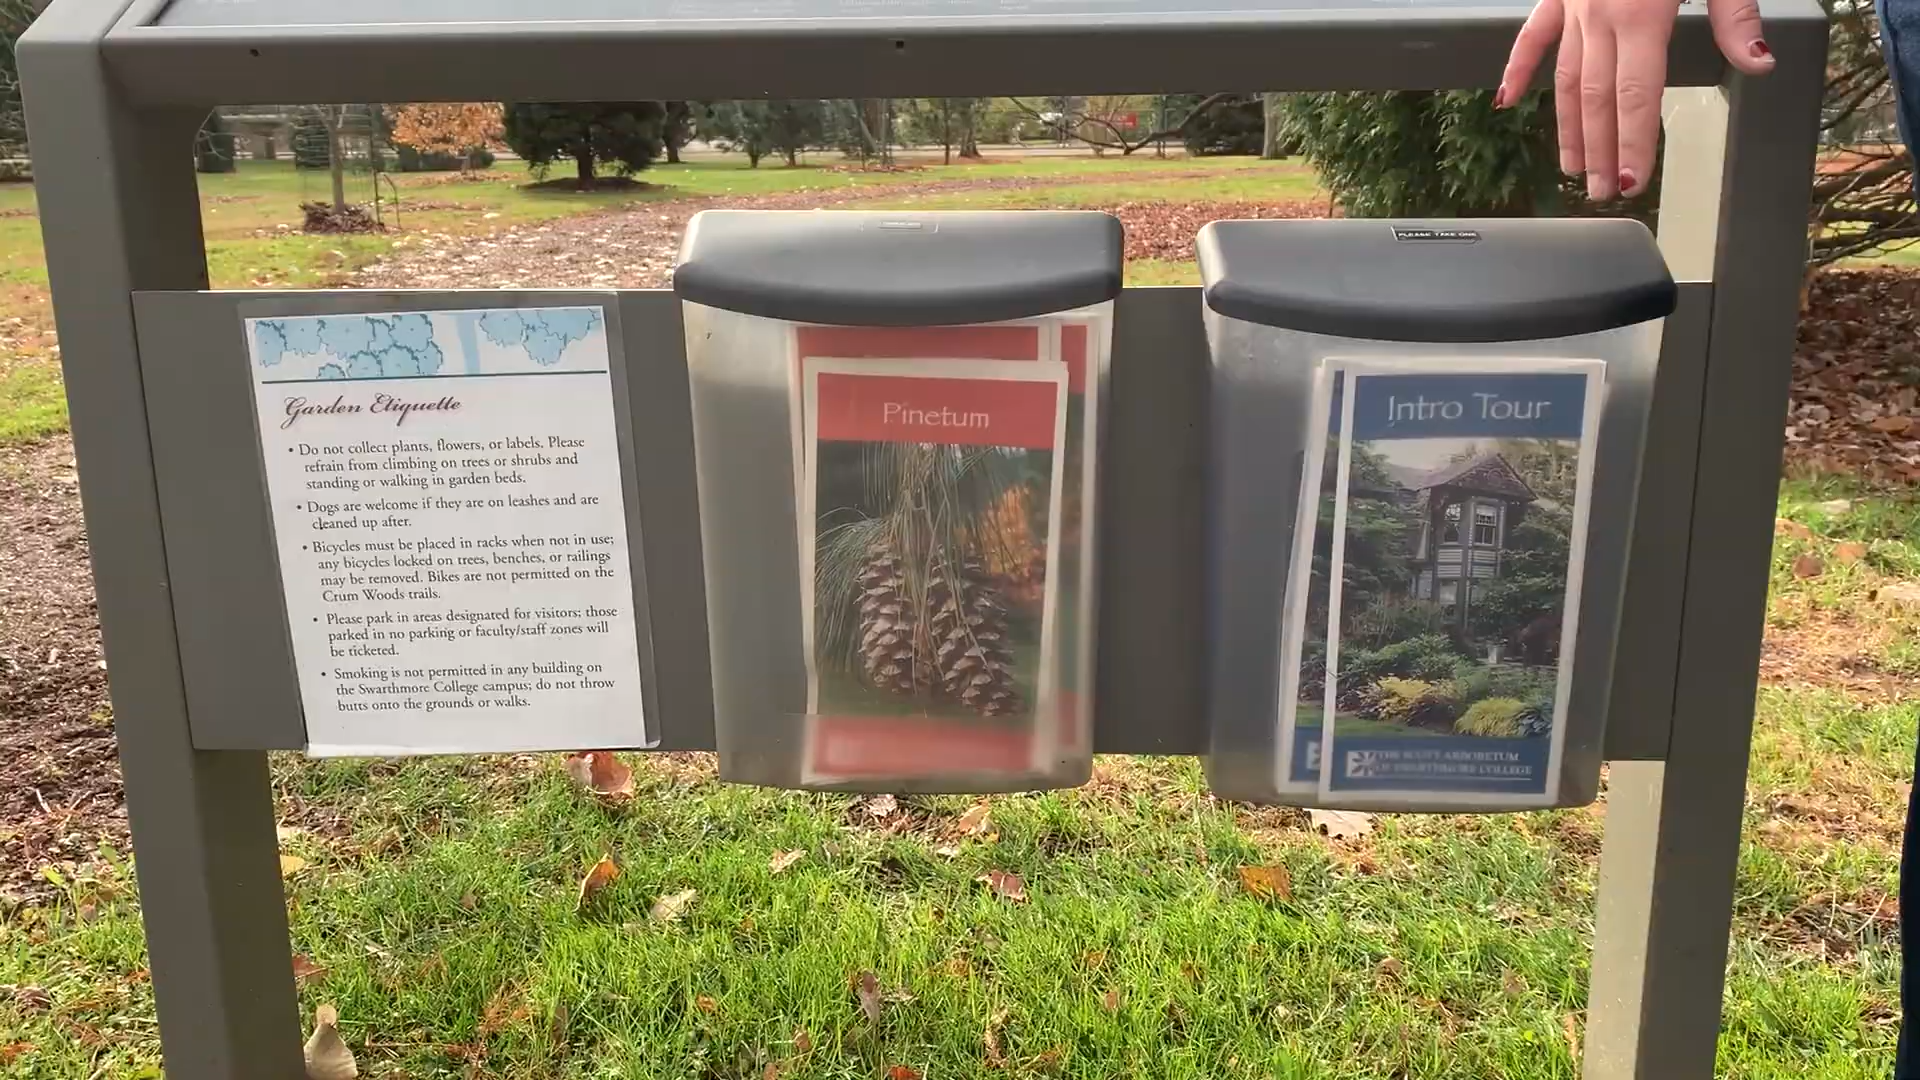 Garden Etiquette
• Do not collect plants, flowers, or labels. Please
refrain from climbing on trees or shrubs and
standing or walking in garden beds.
• Dogs are welcome if they are on leashes and are
cleaned up after.
• Bicycles must be placed in racks when not in use;
any bicycles locked on trees, benches, or railings
may be removed. Bikes are not permitted on the
Crum Woods trails.
• Please park in areas designated for visitors; those
parked in no parking or faculty/staff zones will
be ticketed.
• Smoking is not permitted in any building on
the Swarthmore College campus; do not throw
butts onto the grounds or walks.
Pinetum
PLEASE TAKE ONE
Intro Tour
THE SCOTT ARBORETUM
OF SWARTHMORE COLLEGE